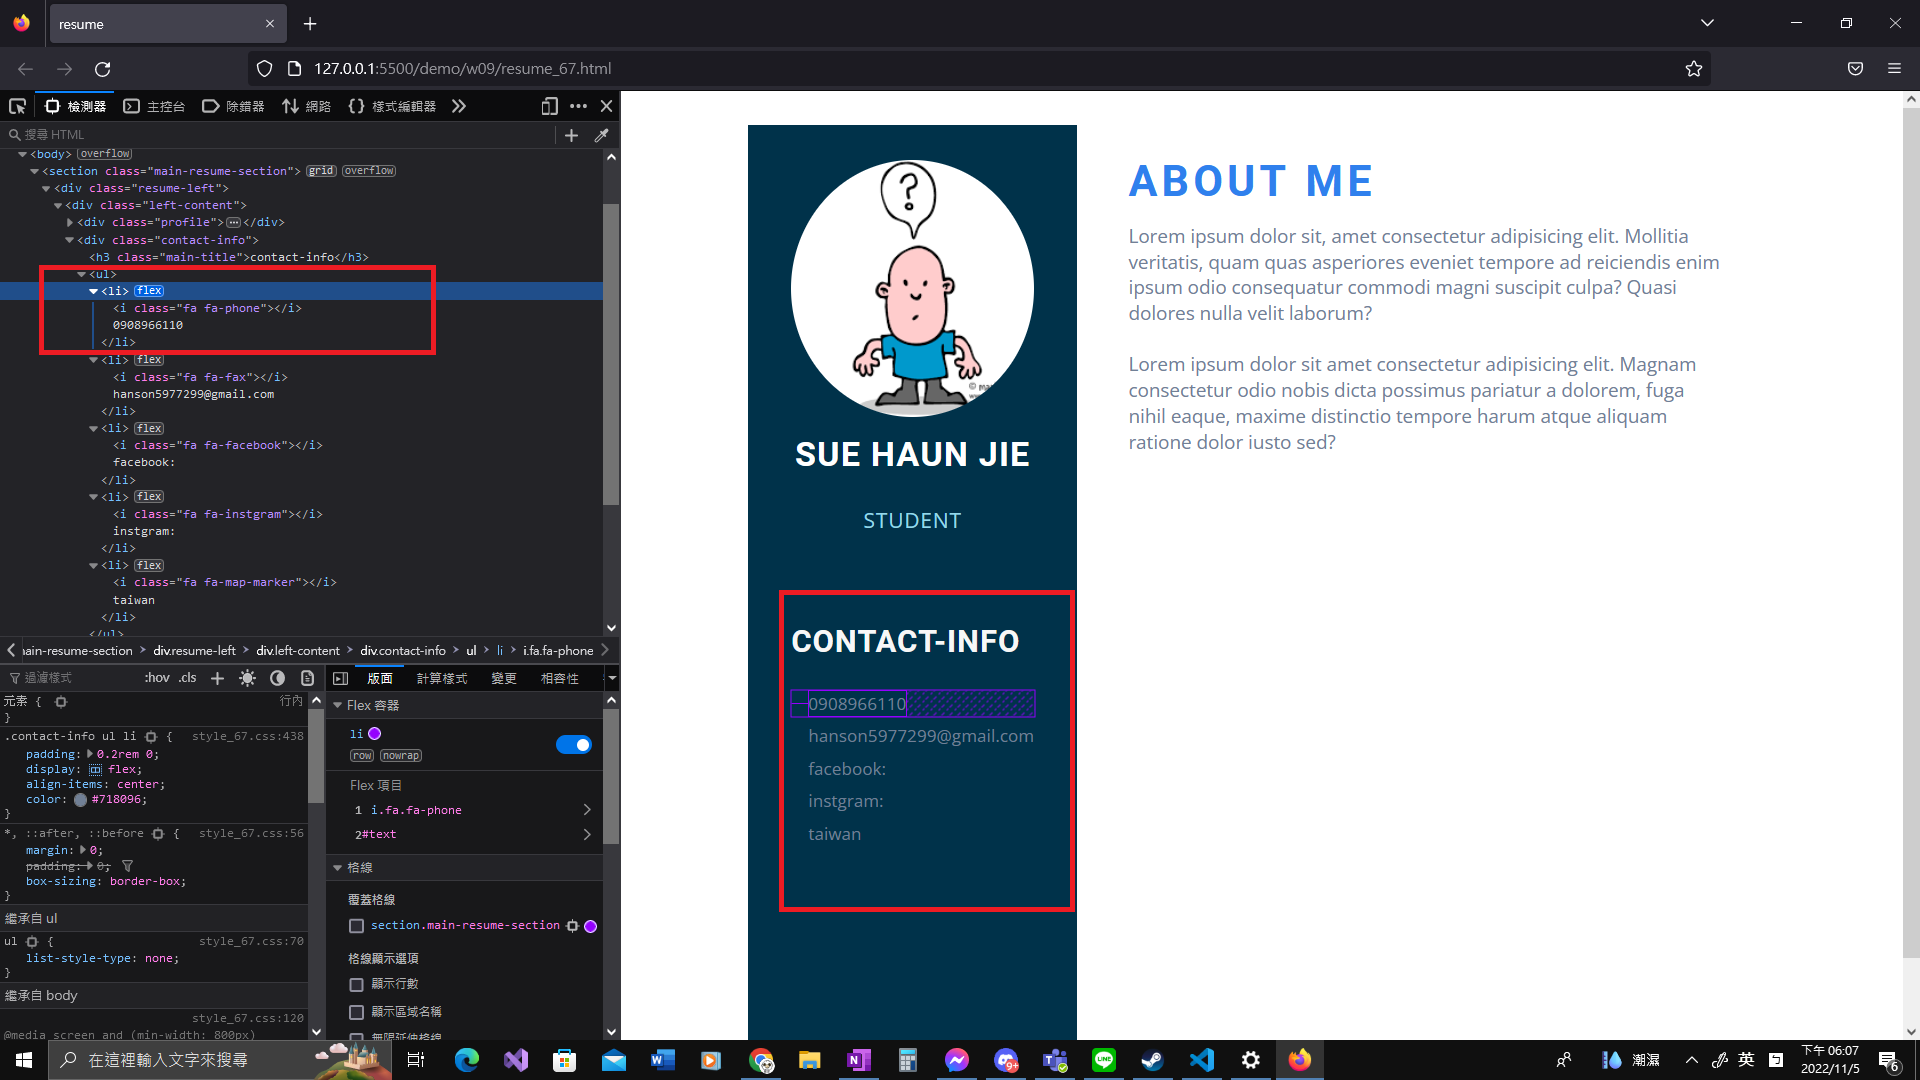 resume
127.0.0.1:5500/demo/w09/resume_67.html
檢測器 主控台 除錯器 網路 樣式編輯器
搜尋 HTML
<body> overflow
<section class="main-resume-section"> grid overflow
<div class="resume-left">
<div class="left-content">
<div class="profile"> ⋯ </div>
<div class="contact-info">
<h3 class="main-title">contact-info</h3>
<ul>
<li> flex
<i class="fa fa-phone"></i>
0908966110
</li>
<li> flex
<i class="fa fa-fax"></i>
hanson5977299@gmail.com
</li>
<li> flex
<i class="fa fa-facebook"></i>
facebook:
</li>
<li> flex
<i class="fa fa-instgram"></i>
instgram:
</li>
<li> flex
<i class="fa fa-map-marker"></i>
taiwan
</li>
</ul>
ain-resume-section > div.resume-left > div.left-content > div.contact-info > ul > li > i.fa.fa-phone
過濾樣式 :hov .cls
元素 { 行內
}
.contact-info ul li { style_67.css:438
padding: 0.2rem 0;
display: flex;
align-items: center;
color: #718096;
}
*, ::after, ::before { style_67.css:56
margin: 0;
padding: 0;
box-sizing: border-box;
}
繼承自 ul
ul { style_67.css:70
list-style-type: none;
}
繼承自 body
style_67.css:120
@media screen and (min-width: 800px)
版面 計算樣式 變更 相容性
Flex 容器
li
row nowrap
Flex 項目
1 i.fa.fa-phone
2 #text
格線
覆蓋格線
section.main-resume-section
格線顯示選項
顯示行數
顯示區域名稱
無限延伸格線
?
SUE HAUN JIE
STUDENT
CONTACT-INFO
0908966110
hanson5977299@gmail.com
facebook:
instgram:
taiwan
ABOUT ME
Lorem ipsum dolor sit, amet consectetur adipisicing elit. Mollitia
veritatis, quam quas asperiores eveniet tempore ad reiciendis enim
ipsum odio consequatur commodi magni suscipit culpa? Quasi
dolores nulla velit laborum?
Lorem ipsum dolor sit amet consectetur adipisicing elit. Magnam
consectetur odio nobis dicta possimus pariatur a dolorem, fuga
nihil eaque, maxime distinctio tempore harum atque aliquam
ratione dolor iusto sed?
在這裡輸入文字來搜尋
9+
LINE
潮濕
英
下午 06:07
2022/11/5
6